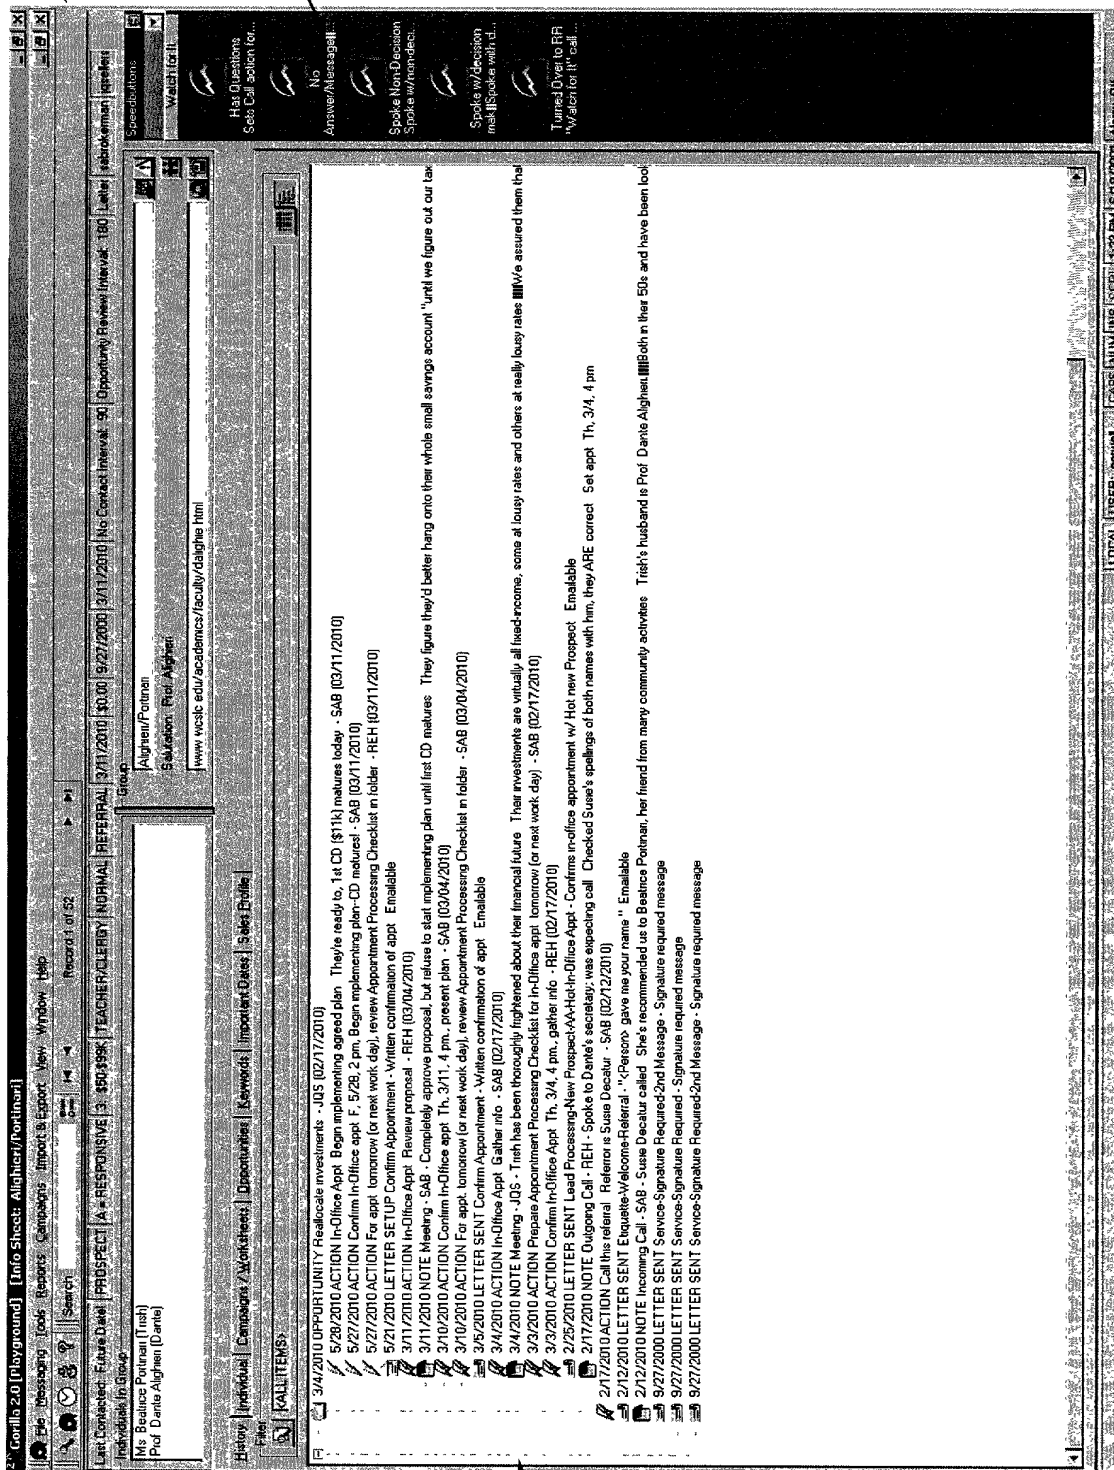 Gorilla 2.0 [Playground] [Info Sheet: Alighieri/Portinari]
File Messaging Tools Reports Campaigns Import & Export View Window Help
Search Record 1 of 52
Last Contacted: Future Date PROSPECT A = RESPONSIVE 3: $50-$99K TEACHER/CLERGY NORMAL REFERRAL 3/11/2010 $0.00 9/27/2000 3/11/2010 No Contact Interval: 90 Opportunity Review Interval: 180 Letter sabrokerman jqsellers
Individuals In Group
Ms Beatrice Portinari (Trish)
Prof Dante Alighieri (Dante)
Group
Alighieri/Portinari
Salutation: Prof Alighieri
www wcslc edu/academics/faculty/dalighie html
History Individual Campaigns / Worksheets Opportunities Keywords Important Dates Sales Profile
Filter
<ALL ITEMS>
3/4/2010 OPPORTUNITY Reallocate investments - JQS (02/17/2010)
5/28/2010 ACTION In-Office Appt Begin implementing agreed plan They're ready to, 1st CD ($11k) matures today - SAB (03/11/2010)
5/27/2010 ACTION Confirm In-Office appt F, 5/28, 2 pm, Begin implementing plan--CD matures! - SAB (03/11/2010)
5/27/2010 ACTION For appt tomorrow (or next work day), review Appointment Processing Checklist in folder - REH (03/11/2010)
5/21/2010 LETTER SETUP Confirm Appointment - Written confirmation of appt Emailable
3/11/2010 ACTION In-Office Appt Review proposal - REH (03/04/2010)
3/11/2010 NOTE Meeting - SAB - Completely approve proposal, but refuse to start implementing plan until first CD matures They figure they'd better hang onto their whole small savings account "until we figure out our tax
3/10/2010 ACTION Confirm In-Office appt Th, 3/11, 4 pm, present plan - SAB (03/04/2010)
3/10/2010 ACTION For appt. tomorrow (or next work day), review Appointment Processing Checklist in folder - SAB (03/04/2010)
3/5/2010 LETTER SENT Confirm Appointment - Written confirmation of appt Emailable
3/4/2010 ACTION In-Office Appt Gather info - SAB (02/17/2010)
3/4/2010 NOTE Meeting - JQS - Trish has been thoroughly frightened about their financial future Their investments are virtually all fixed-income, some at lousy rates and others at really lousy rates We assured them that
3/3/2010 ACTION Prepare Appointment Processing Checklist for In-Office appt tomorrow (or next work day) - SAB (02/17/2010)
3/3/2010 ACTION Confirm In-Office Appt Th, 3/4, 4 pm., gather info - REH (02/17/2010)
2/25/2010 LETTER SENT Lead Processing-New Prospect-AA-Hot-In-Office Appt - Confirms in-office appointment w/ Hot new Prospect Emailable
2/17/2010 NOTE Outgoing Call - REH - Spoke to Dante's secretary; was expecting call Checked Susie's spellings of both names with him, they ARE correct Set appt Th, 3/4, 4 pm
2/17/2010 ACTION Call this referral Referror is Susie Decatur - SAB (02/12/2010)
2/12/2010 LETTER SENT Etiquette-Welcome-Referral - "<Person> gave me your name " Emailable
2/12/2010 NOTE Incoming Call - SAB - Susie Decatur called She's recommended us to Beatrice Portinari, her friend from many community activities Trish's husband is Prof Dante Alighieri. Both in their 50s and have been look
9/27/2000 LETTER SENT Service-Signature Required-2nd Message - Signature required message
9/27/2000 LETTER SENT Service-Signature Required - Signature required message
9/27/2000 LETTER SENT Service-Signature Required-2nd Message - Signature required message
Speedbuttons
Watch for It
Has Questions
Sets Call action for...
No
Answer/Message
Spoke Non-Decision
Spoke w/non-deci...
Spoke w/decision
mak Spoke with d...
Turned Over to RR
"Watch for It" call ...